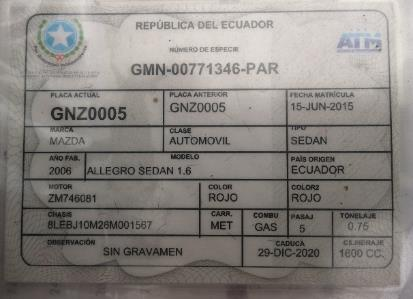 REPÚBLICA DEL ECUADOR
NÚMERO DE ESPECIE
GMN-00771346-PAR
ATM
PLACA ACTUAL PLACA ANTERIOR FECHA MATRÍCULA
GNZ0005 GNZ0005 15-JUN-2015
MARCA CLASE TIPO
MAZDA AUTOMOVIL SEDAN
AÑO FAB. MODELO PAÍS ORIGEN
2006 ALLEGRO SEDAN 1.6 ECUADOR
MOTOR COLOR COLOR2
ZM746081 ROJO ROJO
CHASIS CARR. COMBU PASAJ TONELAJE
8LEBJ10M26M001567 MET GAS 5 0.75
OBSERVACIÓN CADUCA CILINDRAJE
SIN GRAVAMEN 29-DIC-2020 1600 CC.